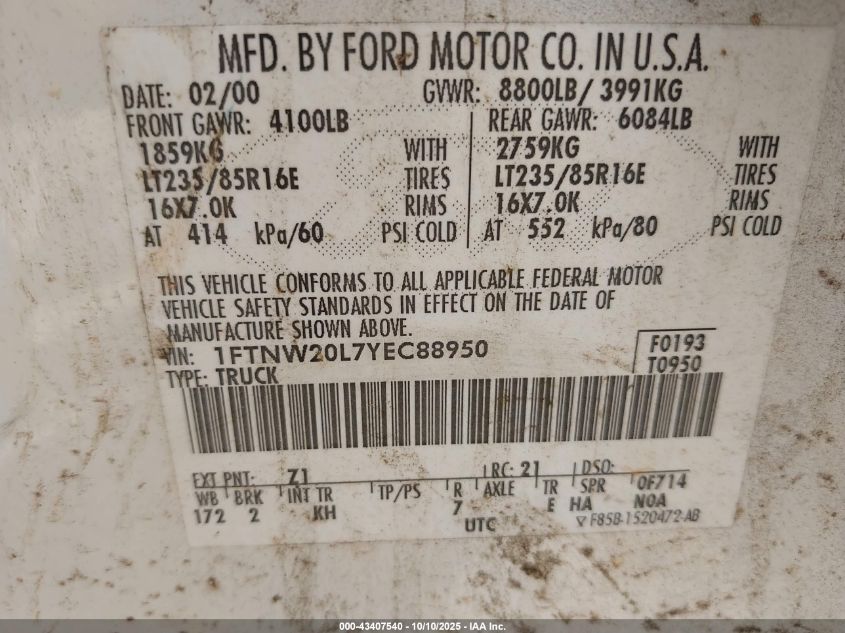 MFD. BY FORD MOTOR CO. IN U.S.A.
DATE: 02/00 GVWR: 8800LB/ 3991KG
FRONT GAWR: 4100LB REAR GAWR: 6084LB
1859KG WITH 2759KG WITH
LT235/85R16E TIRES LT235/85R16E TIRES
16X7.0K RIMS 16X7.0K RIMS
AT 414 kPa/60 PSI COLD AT 552 kPa/80 PSI COLD
THIS VEHICLE CONFORMS TO ALL APPLICABLE FEDERAL MOTOR
VEHICLE SAFETY STANDARDS IN EFFECT ON THE DATE OF
MANUFACTURE SHOWN ABOVE.
VIN: 1FTNW20L7YEC88950 F0193
TYPE: TRUCK T0950
EXT PNT: Z1 RC: 21 DSO:
WB BRK INT TR TP/PS R AXLE TR SPR 0F714
172 2 KH 7 E HA NOA
UTC F85B-1520472-AB
000-43407540 - 10/10/2025 - IAA Inc.